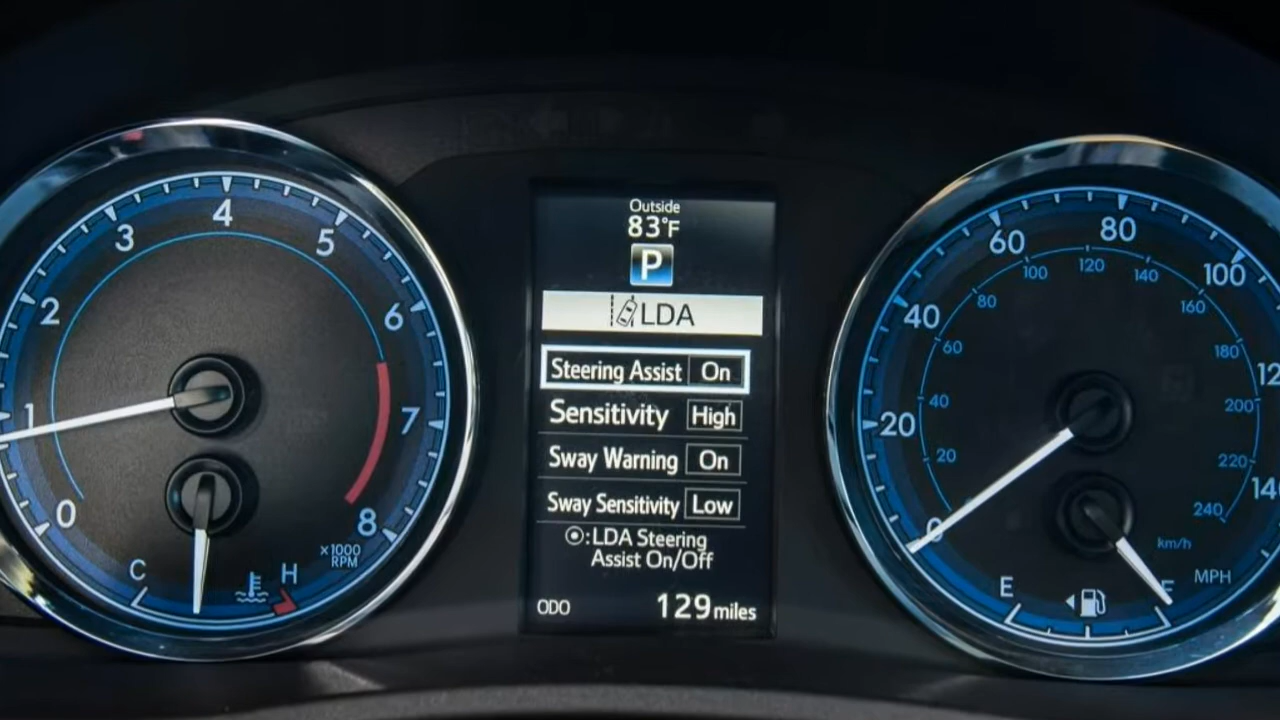 0
1
2
3
4
5
6
7
8
×1000
RPM
C
H
Outside
83°F
P
LDA
Steering Assist On
Sensitivity High
Sway Warning On
Sway Sensitivity Low
:LDA Steering
Assist On/Off
ODO 129 miles
0
20
40
60
80
100
20
40
60
80
100
120
140
160
180
200
220
240
km/h
MPH
E
F